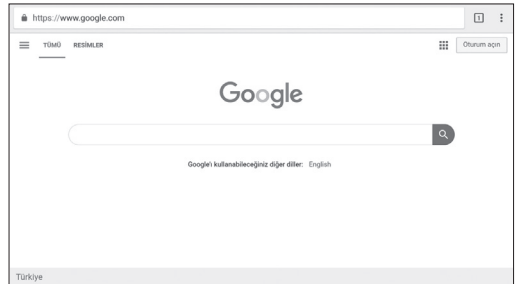 https://www.google.com 1
TÜMÜ RESİMLER Oturum açın
Google
Google'ı kullanabileceğiniz diğer diller: English
Türkiye